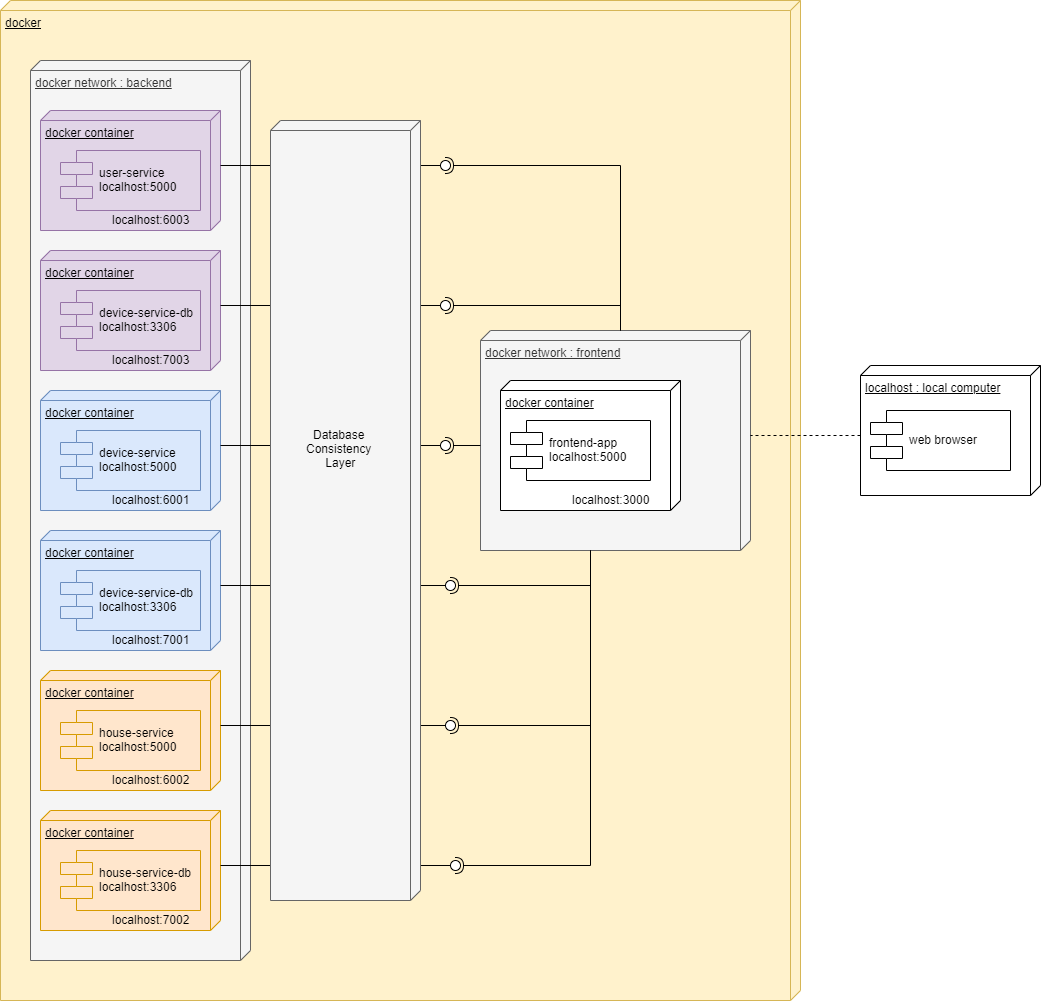 docker
docker network : backend
docker container
user-service
localhost:5000
localhost:6003
docker container
device-service-db
localhost:3306
localhost:7003
docker container
device-service
localhost:5000
localhost:6001
docker container
device-service-db
localhost:3306
localhost:7001
docker container
house-service
localhost:5000
localhost:6002
docker container
house-service-db
localhost:3306
localhost:7002
Database
Consistency
Layer
docker network : frontend
docker container
frontend-app
localhost:5000
localhost:3000
localhost : local computer
web browser